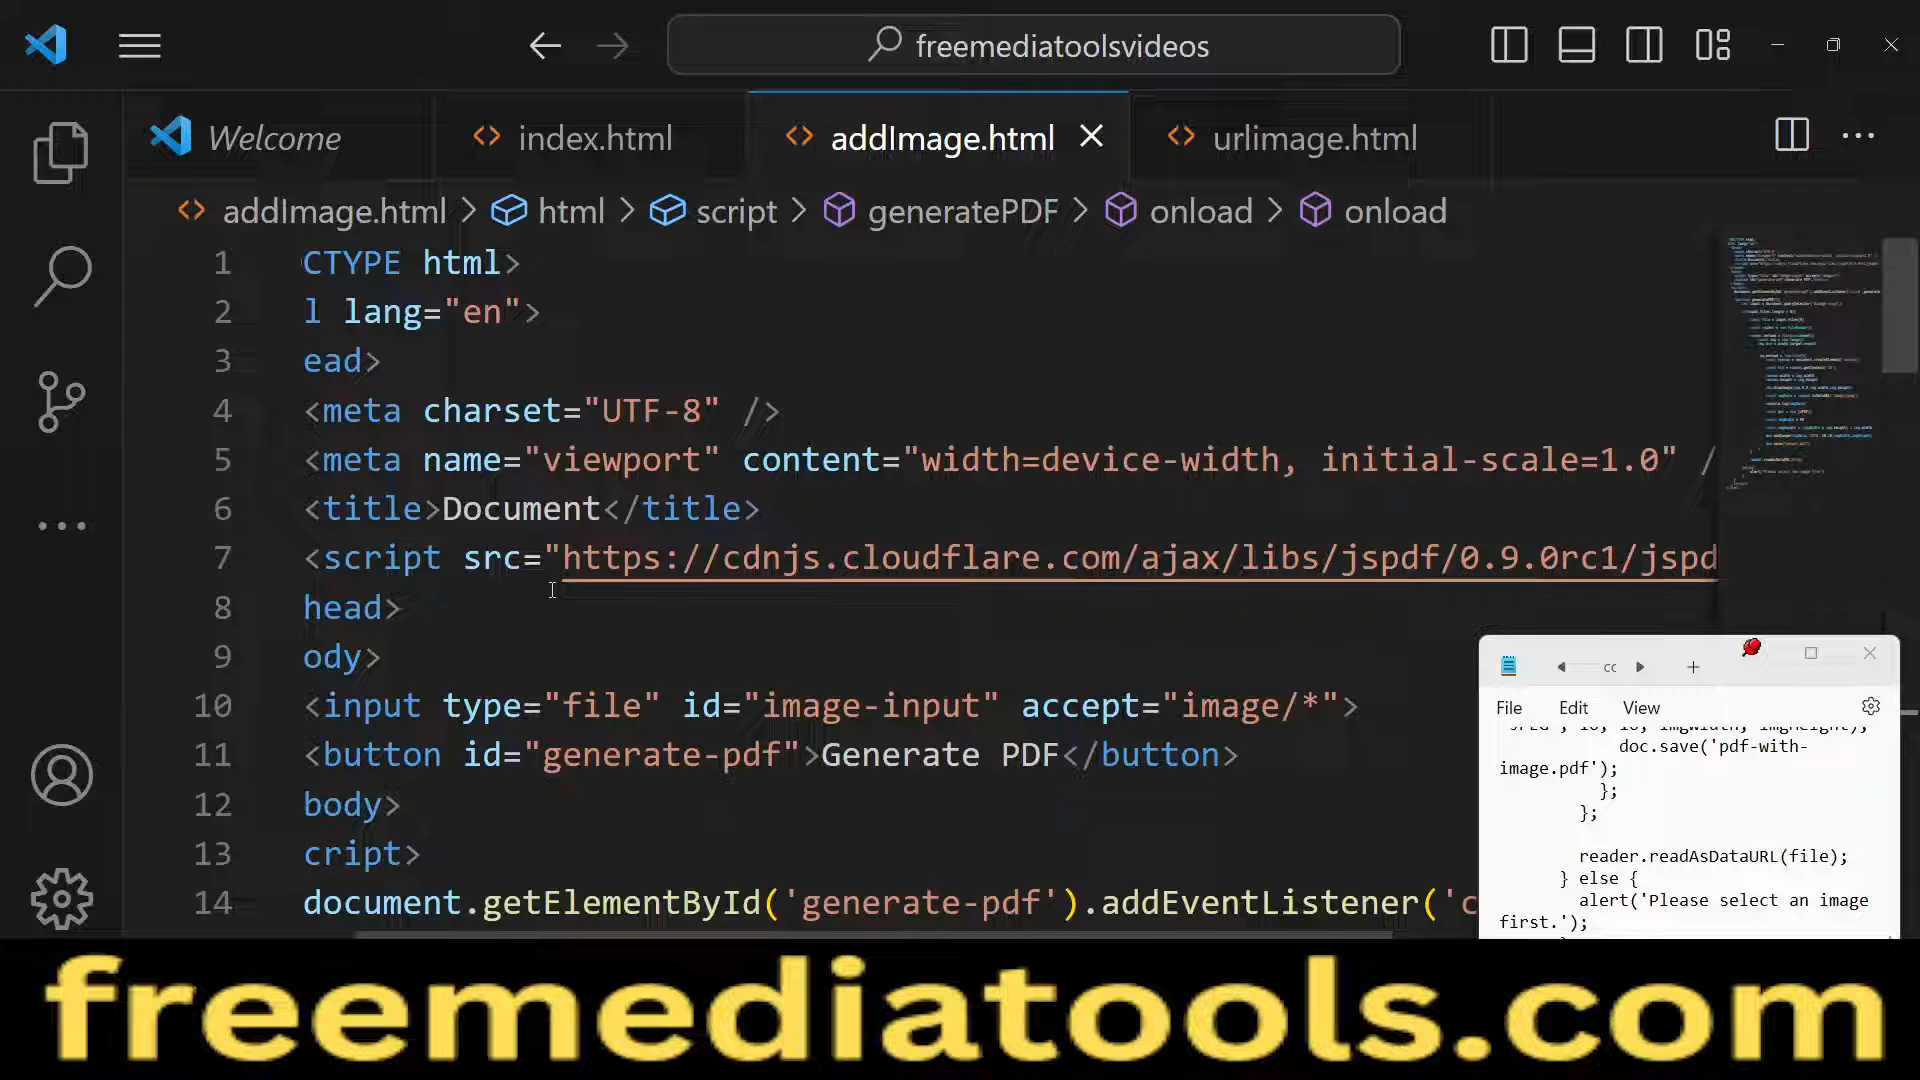 freemediatoolsvideos
Welcome
index.html
addImage.html
urlimage.html
addImage.html > html > script > generatePDF > onload > onload
1 CTYPE html>
2 l lang="en">
3 ead>
4 <meta charset="UTF-8" />
5 <meta name="viewport" content="width=device-width, initial-scale=1.0" /
6 <title>Document</title>
7 <script src="https://cdnjs.cloudflare.com/ajax/libs/jspdf/0.9.0rc1/jspd
8 head>
9 ody>
10 <input type="file" id="image-input" accept="image/*">
11 <button id="generate-pdf">Generate PDF</button>
12 body>
13 cript>
14 document.getElementById('generate-pdf').addEventListener('c
cc
File Edit View
doc.save('pdf-with-
image.pdf');
};
};
reader.readAsDataURL(file);
} else {
alert('Please select an image
first.');
freemediatools.com